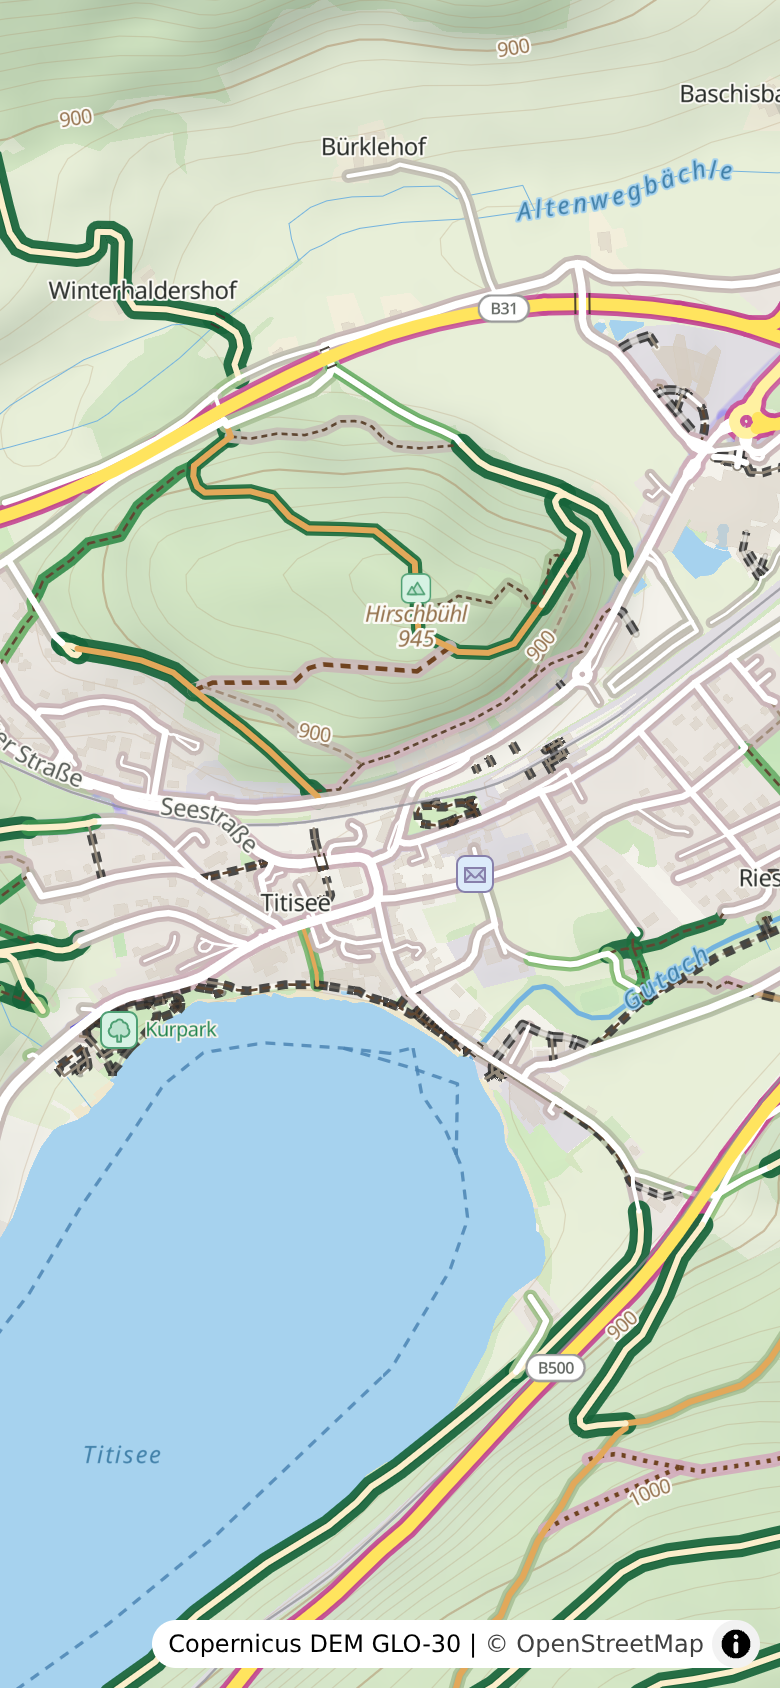 900
900
Baschisba
Bürklehof
Altenwegbächle
Winterhaldershof
B31
Hirschbühl
945
900
900
er Straße
Seestraße
Titisee
Ries
Gutach
Kurpark
900
B500
Titisee
1000
Copernicus DEM GLO-30 | © OpenStreetMap